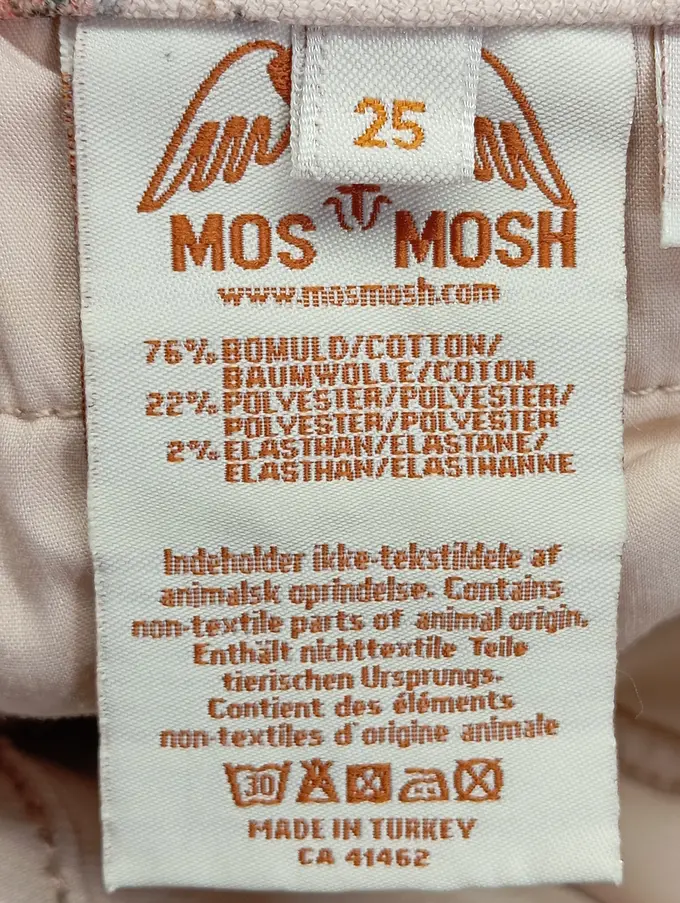 25
MOS MOSH
www.mosmosh.com
76% BOMULD/COTTON/
BAUMWOLLE/COTON
22% POLYESTER/POLYESTER/
POLYESTER/POLYESTER
2% ELASTHAN/ELASTANE/
ELASTHAN/ELASTHANNE
Indeholder ikke-tekstildele af
animalsk oprindelse. Contains
non-textile parts of animal origin.
Enthält nichttextile Teile
tierischen Ursprungs.
Contient des éléments
non-textiles d'origine animale
30
MADE IN TURKEY
CA 41462